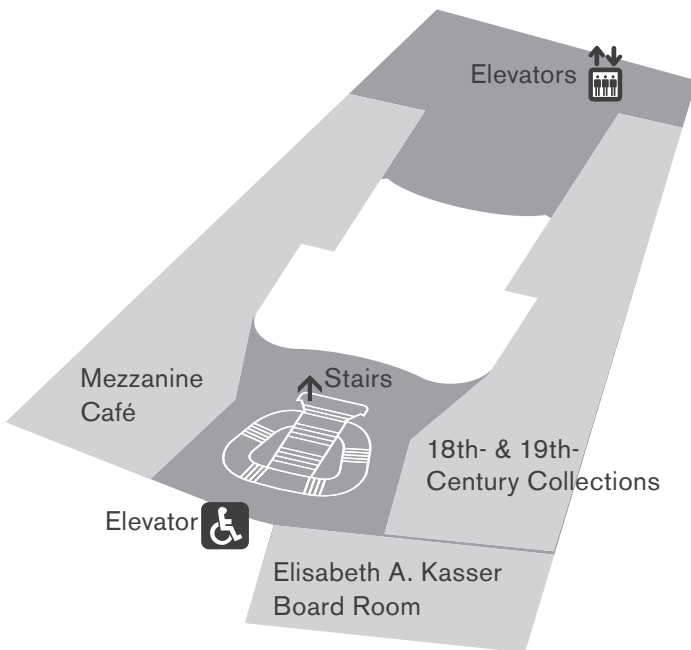 Elevators
Stairs
Mezzanine
Café
18th- & 19th-
Century Collections
Elevator
Elisabeth A. Kasser
Board Room